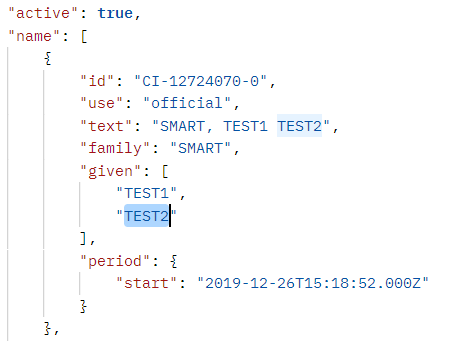 "active": true,
"name": [
{
"id": "CI-12724070-0",
"use": "official",
"text": "SMART, TEST1 TEST2",
"family": "SMART",
"given": [
"TEST1",
"TEST2"
],
"period": {
"start": "2019-12-26T15:18:52.000Z"
}
},